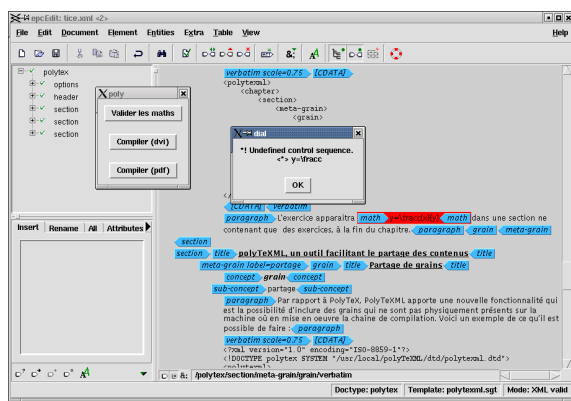 epcEdit: tice.xml <2>
File Edit Document Element Entities Extra Table View Help
polytex
options
header
section
section
section
poly
Valider les maths
Compiler (dvi)
Compiler (pdf)
verbatim scale=0.75 [CDATA]
<polytexml>
<chapter>
<section>
<meta-grain>
<grain>
dial
*! Undefined control sequence.
<*> y=\fracc
OK
</
[CDATA] verbatim
paragraph L'exercice apparaitra math y=\fracc{x}{y} math dans une section ne
contenant que des exercices, à la fin du chapitre. paragraph grain meta-grain
section
section title polyTeXML, un outil facilitant le partage des contenus title
meta-grain label=partage grain title Partage de grains title
concept grain concept
sub-concept partage sub-concept
paragraph Par rapport à PolyTeX, PolyTeXML apporte une nouvelle fonctionnalité qui
est la possibilité d'inclure des grains qui ne sont pas physiquement présents sur la
machine où en mise en oeuvre la chaîne de compilation. Voici un exemple de ce qu'il est
possible de faire : paragraph
verbatim scale=0.75 [CDATA]
<?xml version="1.0" encoding="ISO-8859-1"?>
<!DOCTYPE polytex SYSTEM "/usr/local/polyTeXML/dtd/polytexml.dtd">
<polytexml>
Insert Rename All Attributes
/polytex/section/meta-grain/grain/verbatim
Doctype: polytex Template: polytexml.sgt Mode: XML valid